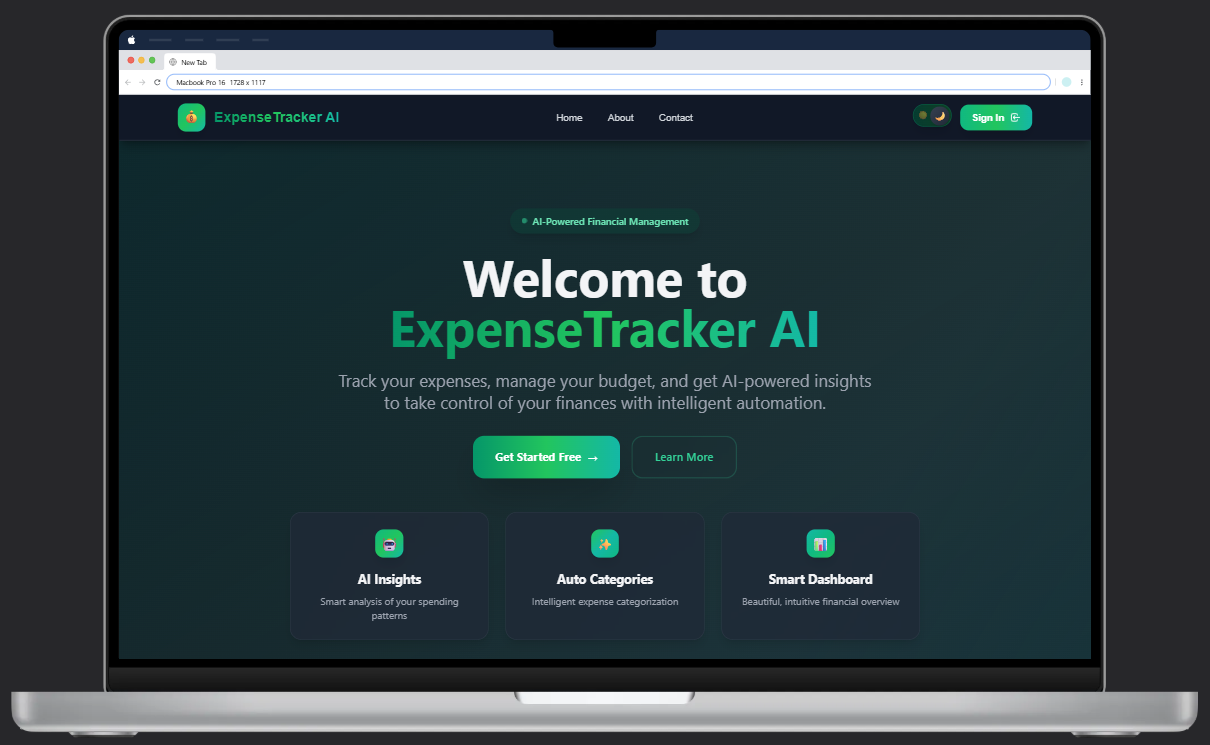 New Tab
Macbook Pro 16 1728 x 1117
ExpenseTracker AI
Home
About
Contact
Sign In
AI-Powered Financial Management
Welcome to
ExpenseTracker AI
Track your expenses, manage your budget, and get AI-powered insights
to take control of your finances with intelligent automation.
Get Started Free →
Learn More
AI Insights
Smart analysis of your spending
patterns
Auto Categories
Intelligent expense categorization
Smart Dashboard
Beautiful, intuitive financial overview